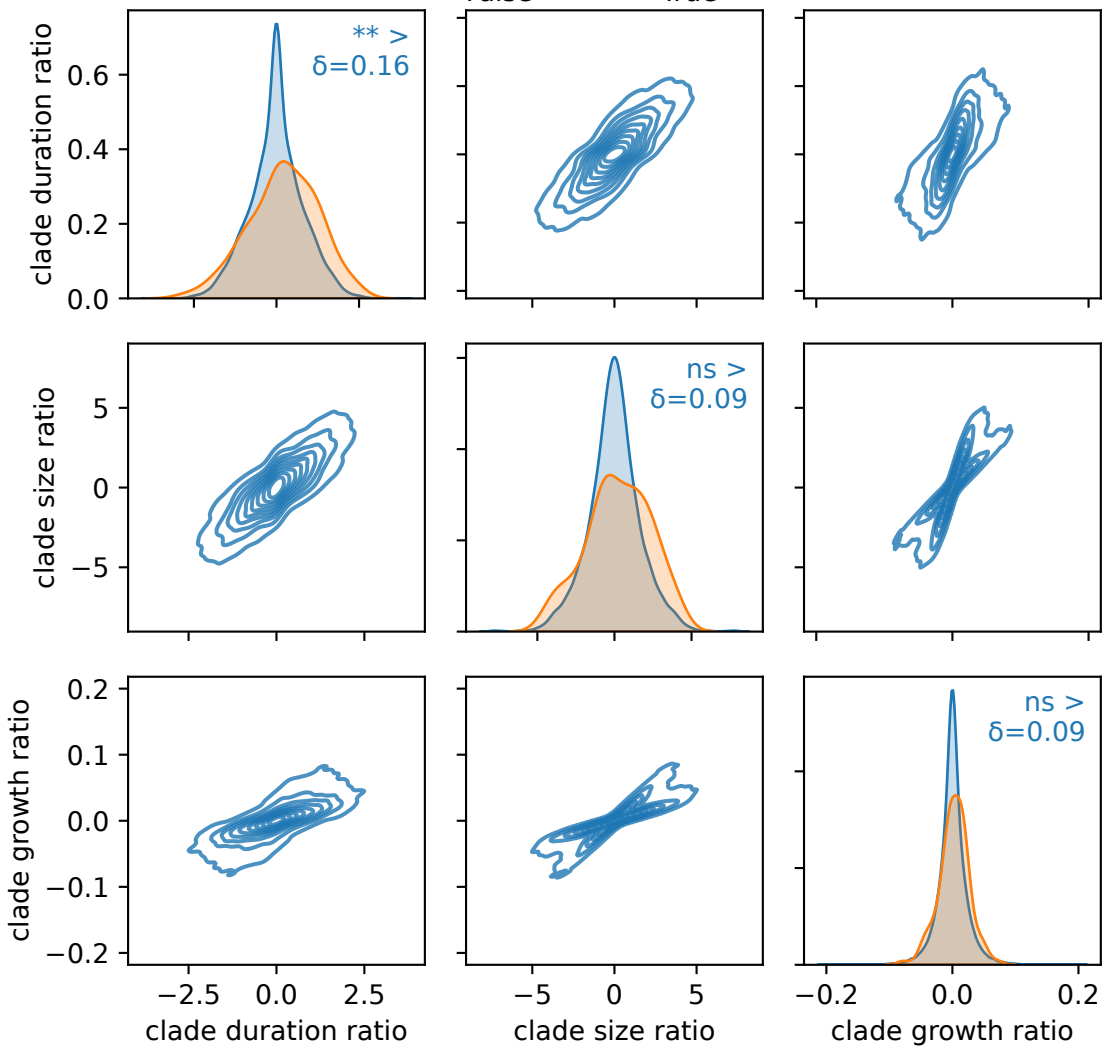 False True
clade duration ratio
0.6
0.4
0.2
0.0
** >
δ=0.16
clade size ratio
5
0
−5
ns >
δ=0.09
clade growth ratio
0.2
0.1
0.0
−0.1
−0.2
ns >
δ=0.09
−2.5 0.0 2.5
−5 0 5
−0.2 0.0 0.2
clade duration ratio
clade size ratio
clade growth ratio